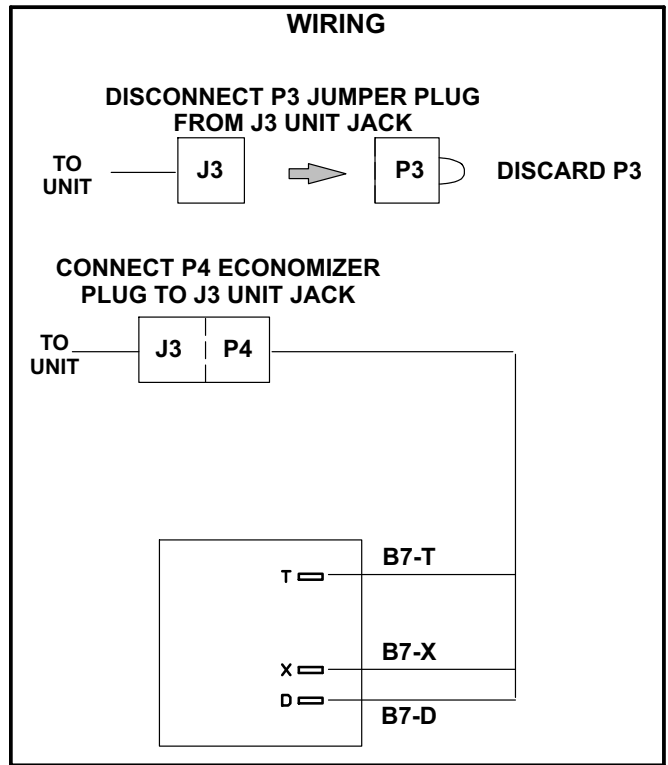 WIRING
DISCONNECT P3 JUMPER PLUG
FROM J3 UNIT JACK
TO
UNIT
J3
P3
DISCARD P3
CONNECT P4 ECONOMIZER
PLUG TO J3 UNIT JACK
TO
UNIT
J3
P4
T
B7-T
X
B7-X
D
B7-D